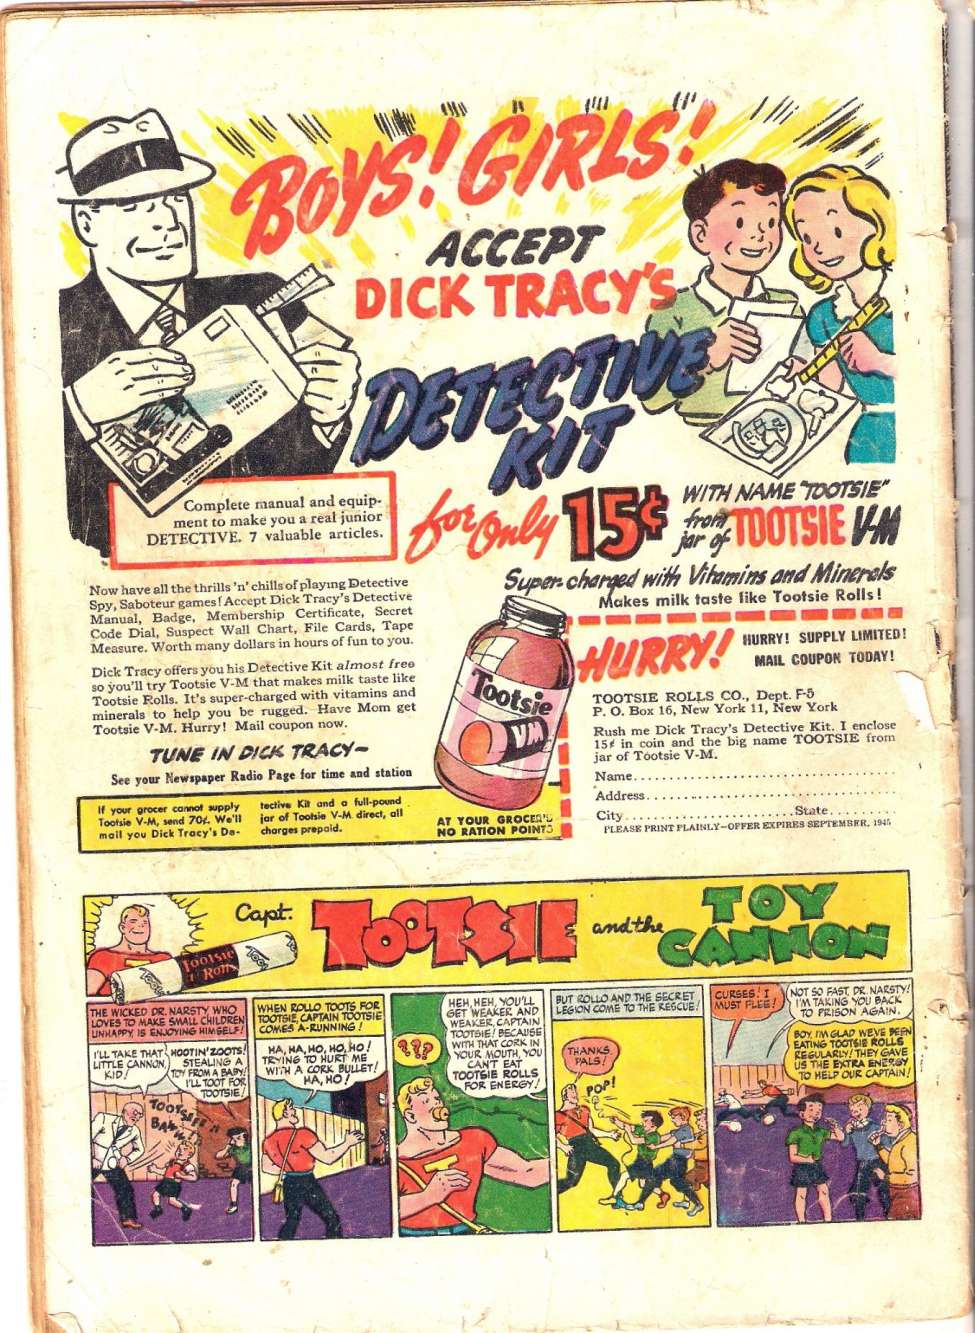 BOYS! GIRLS!
ACCEPT
DICK TRACY'S
DETECTIVE
KIT
for only 15¢
WITH NAME "TOOTSIE"
from
jar of TOOTSIE V-M
Complete manual and equip-
ment to make you a real junior
DETECTIVE. 7 valuable articles.
Super-charged with Vitamins and Minerals
Makes milk taste like Tootsie Rolls!
Now have all the thrills 'n' chills of playing Detective
Spy, Saboteur games! Accept Dick Tracy's Detective
Manual, Badge, Membership Certificate, Secret
Code Dial, Suspect Wall Chart, File Cards, Tape
Measure. Worth many dollars in hours of fun to you.
Dick Tracy offers you his Detective Kit almost free
so you'll try Tootsie V-M that makes milk taste like
Tootsie Rolls. It's super-charged with vitamins and
minerals to help you be rugged. Have Mom get
Tootsie V-M. Hurry! Mail coupon now.
TUNE IN DICK TRACY—
See your Newspaper Radio Page for time and station
If your grocer cannot supply
Tootsie V-M, send 70¢. We'll
mail you Dick Tracy's De-
tective Kit and a full-pound
jar of Tootsie V-M direct, all
charges prepaid.
Tootsie
V-M
AT YOUR GROCER'S
NO RATION POINTS
HURRY!
HURRY! SUPPLY LIMITED!
MAIL COUPON TODAY!
TOOTSIE ROLLS CO., Dept. F-5
P. O. Box 16, New York 11, New York
Rush me Dick Tracy's Detective Kit. I enclose
15¢ in coin and the big name TOOTSIE from
jar of Tootsie V-M.
Name
Address
City State
PLEASE PRINT PLAINLY—OFFER EXPIRES SEPTEMBER, 1945
Capt. TOOTSIE and the TOY
CANNON
Tootsie
Rolls
THE WICKED DR. NARSTY WHO
LOVES TO MAKE SMALL CHILDREN
UNHAPPY, IS ENJOYING HIMSELF!
I'LL TAKE THAT
LITTLE CANNON,
KID!
HOOTIN' ZOOTS!
STEALING A
TOY FROM A BABY!
I'LL TOOT FOR
TOOTSIE!
WHEN ROLLO TOOTS FOR
TOOTSIE, CAPTAIN TOOTSIE
COMES A-RUNNING!
HA, HA, HO, HO, HO!
TRYING TO HURT ME
WITH A CORK BULLET!
HA, HO!
???
HEH, HEH, YOU'LL
GET WEAKER AND
WEAKER, CAPTAIN
TOOTSIE! BECAUSE
WITH THAT CORK IN
YOUR MOUTH, YOU
CAN'T EAT
TOOTSIE ROLLS
FOR ENERGY!
BUT ROLLO AND THE SECRET
LEGION COME TO THE RESCUE!
THANKS,
PALS!
POP!
CURSES! I
MUST FLEE!
NOT SO FAST, DR. NARSTY!
I'M TAKING YOU BACK
TO PRISON AGAIN.
BOY, I'M GLAD WE'VE BEEN
EATING TOOTSIE ROLLS
REGULARLY! THEY GAVE
US THE EXTRA ENERGY
TO HELP OUR CAPTAIN!